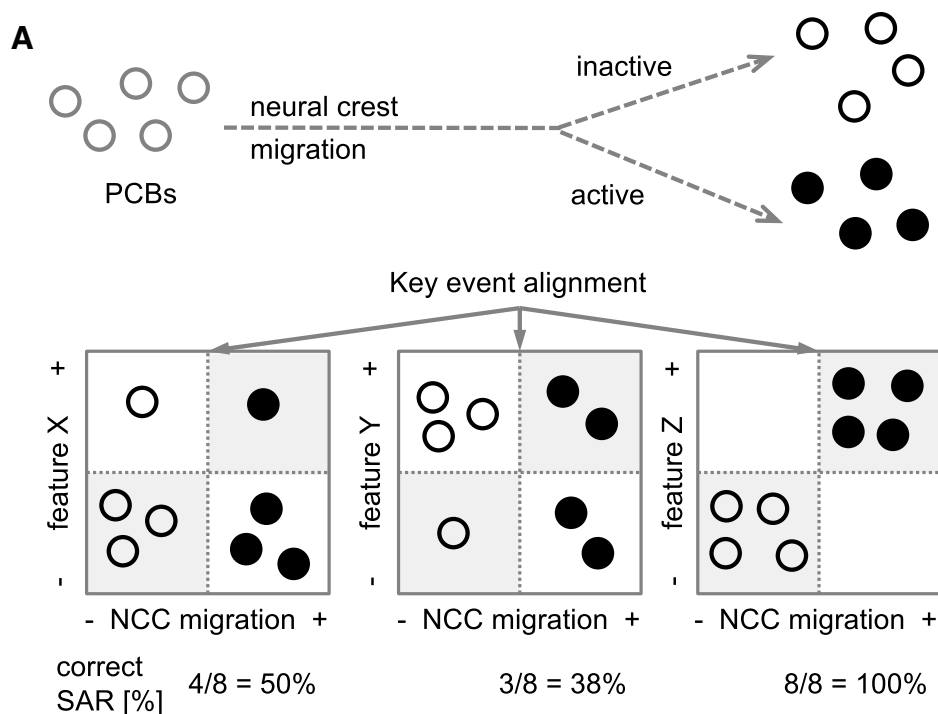 A
inactive
neural crest
migration
PCBs
active
Key event alignment
+
feature X
-
- NCC migration +
+
feature Y
-
- NCC migration +
+
feature Z
-
- NCC migration +
correct
SAR [%]
4/8 = 50%
3/8 = 38%
8/8 = 100%